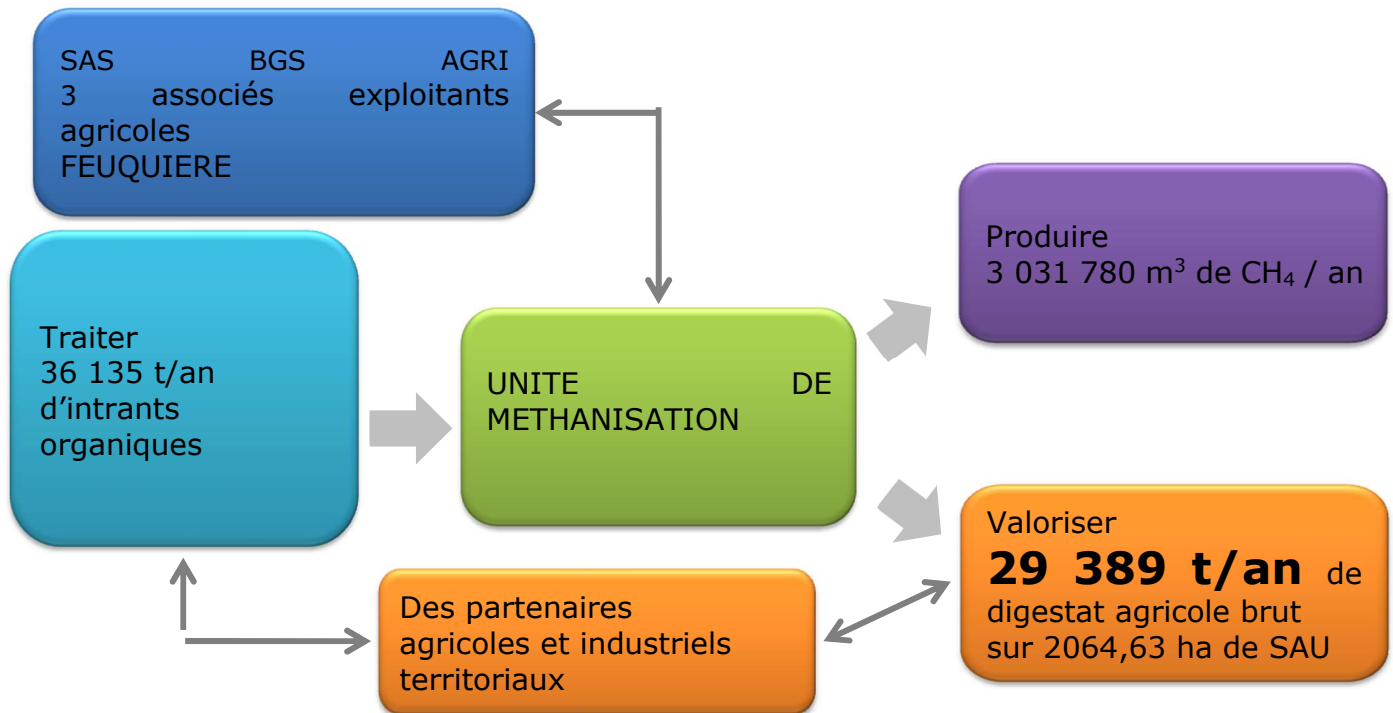 SAS BGS AGRI
3 associés exploitants
agricoles
FEUQUIERE
Traiter
36 135 t/an
d’intrants
organiques
UNITE DE
METHANISATION
Produire
3 031 780 m³ de CH₄ / an
Des partenaires
agricoles et industriels
territoriaux
Valoriser
29 389 t/an de
digestat agricole brut
sur 2064,63 ha de SAU